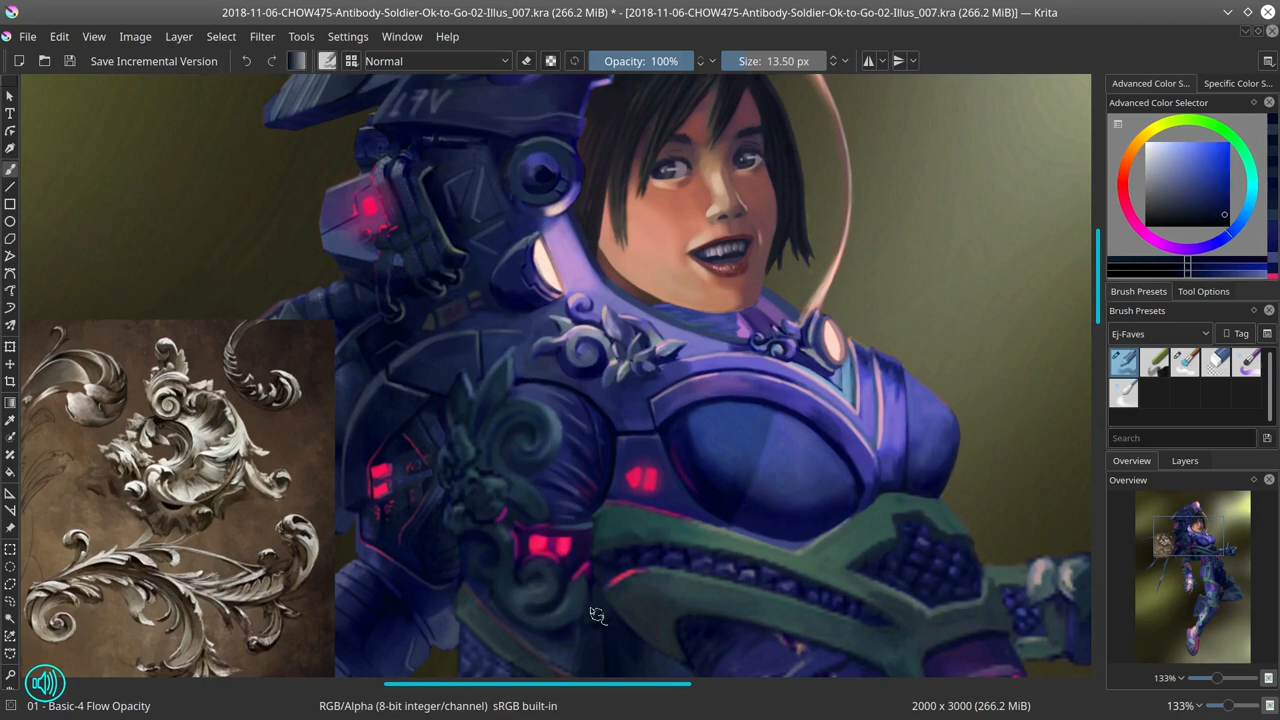 2018-11-06-CHOW475-Antibody-Soldier-Ok-to-Go-02-Illus_007.kra (266.2 MiB) * - [2018-11-06-CHOW475-Antibody-Soldier-Ok-to-Go-02-Illus_007.kra (266.2 MiB)] — Krita
File Edit View Image Layer Select Filter Tools Settings Window Help
Save Incremental Version Normal Opacity: 100% Size: 13.50 px
Advanced Color S... Specific Color S...
Advanced Color Selector
Brush Presets Tool Options
Brush Presets
Ej-Faves Tag
Search
Overview Layers
Overview
133%
01 - Basic-4 Flow Opacity RGB/Alpha (8-bit integer/channel) sRGB built-in 2000 x 3000 (266.2 MiB) 133%